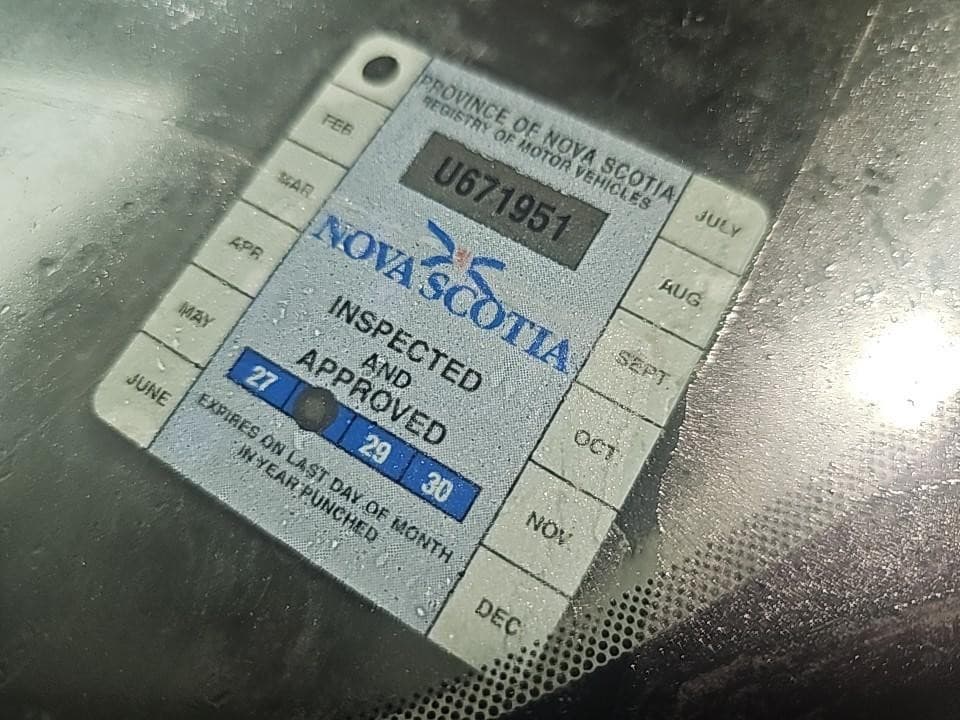 PROVINCE OF NOVA SCOTIA
REGISTRY OF MOTOR VEHICLES
U671951
NOVA SCOTIA
INSPECTED
AND
APPROVED
27 29 30
EXPIRES ON LAST DAY OF MONTH
IN YEAR PUNCHED
FEB
MAR
APR
MAY
JUNE
JULY
AUG
SEPT
OCT
NOV
DEC